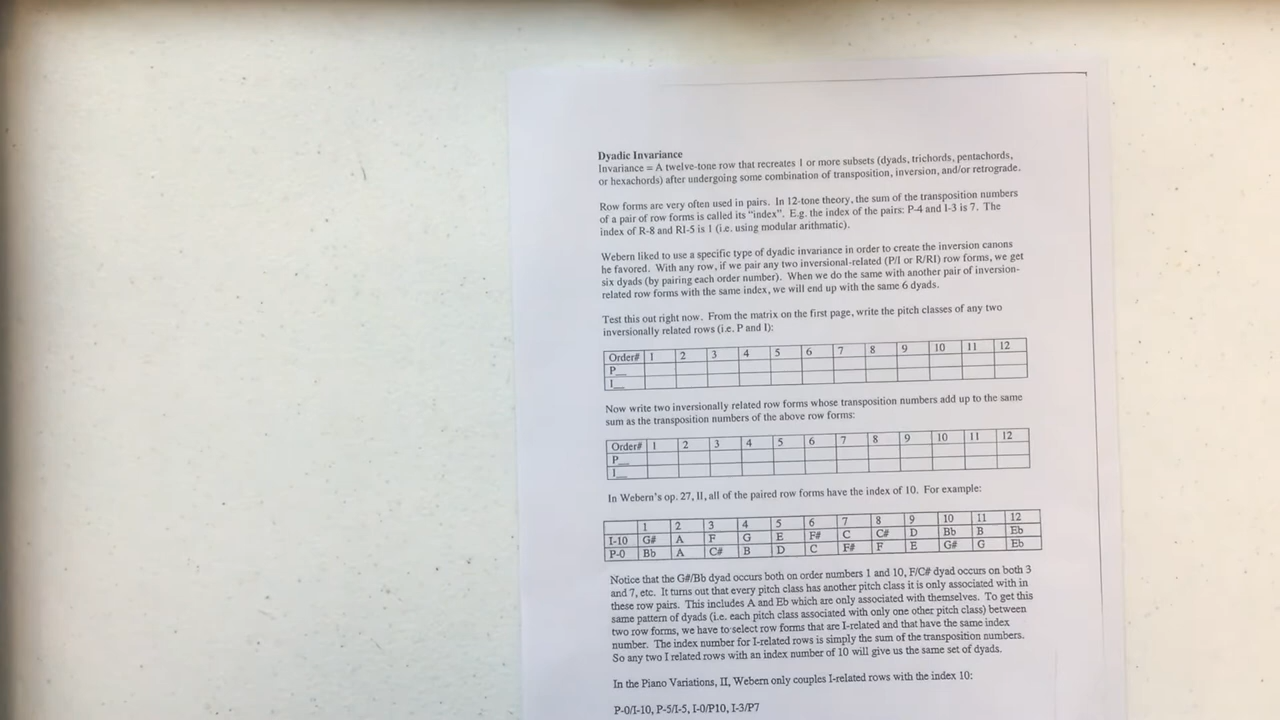 Dyadic Invariance
Invariance = A twelve-tone row that recreates 1 or more subsets (dyads, trichords, pentachords,
or hexachords) after undergoing some combination of transposition, inversion, and/or retrograde.
Row forms are very often used in pairs. In 12-tone theory, the sum of the transposition numbers
of a pair of row forms is called its "index". E.g. the index of the pairs: P-4 and I-3 is 7. The
index of R-8 and RI-5 is 1 (i.e. using modular arithmatic).
Webern liked to use a specific type of dyadic invariance in order to create the inversion canons
he favored. With any row, if we pair any two inversional-related (P/I or R/RI) row forms, we get
six dyads (by pairing each order number). When we do the same with another pair of inversion-
related row forms with the same index, we will end up with the same 6 dyads.
Test this out right now. From the matrix on the first page, write the pitch classes of any two
inversionally related rows (i.e. P and I):
Order# 1 2 3 4 5 6 7 8 9 10 11 12
P__
I__
Now write two inversionally related row forms whose transposition numbers add up to the same
sum as the transposition numbers of the above row forms:
Order# 1 2 3 4 5 6 7 8 9 10 11 12
P__
I__
In Webern's op. 27, II, all of the paired row forms have the index of 10. For example:
1 2 3 4 5 6 7 8 9 10 11 12
I-10 G# A F G E F# C C# D Bb B Eb
P-0 Bb A C# B D C F# F E G# G Eb
Notice that the G#/Bb dyad occurs both on order numbers 1 and 10, F/C# dyad occurs on both 3
and 7, etc. It turns out that every pitch class has another pitch class it is only associated with in
these row pairs. This includes A and Eb which are only associated with themselves. To get this
same pattern of dyads (i.e. each pitch class associated with only one other pitch class) between
two row forms, we have to select row forms that are I-related and that have the same index
number. The index number for I-related rows is simply the sum of the transposition numbers.
So any two I related rows with an index number of 10 will give us the same set of dyads.
In the Piano Variations, II, Webern only couples I-related rows with the index 10:
P-0/I-10, P-5/I-5, I-0/P10, I-3/P7